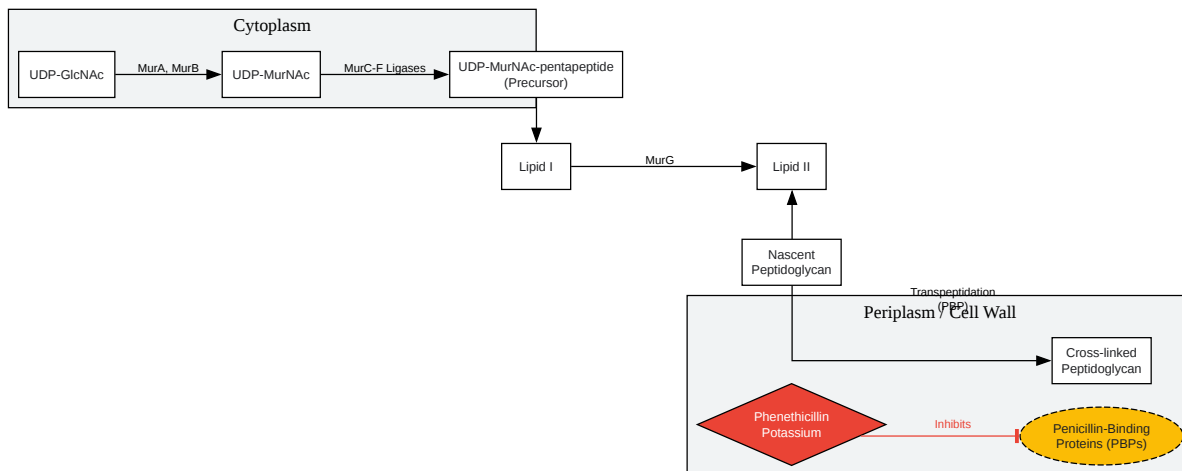 Cytoplasm
UDP-GlcNAc
MurA, MurB
UDP-MurNAc
MurC-F Ligases
UDP-MurNAc-pentapeptide
(Precursor)
Lipid I
MurG
Lipid II
Nascent
Peptidoglycan
Transpeptidation
(PBP)
Periplasm / Cell Wall
Cross-linked
Peptidoglycan
Phenethicillin
Potassium
Inhibits
Penicillin-Binding
Proteins (PBPs)